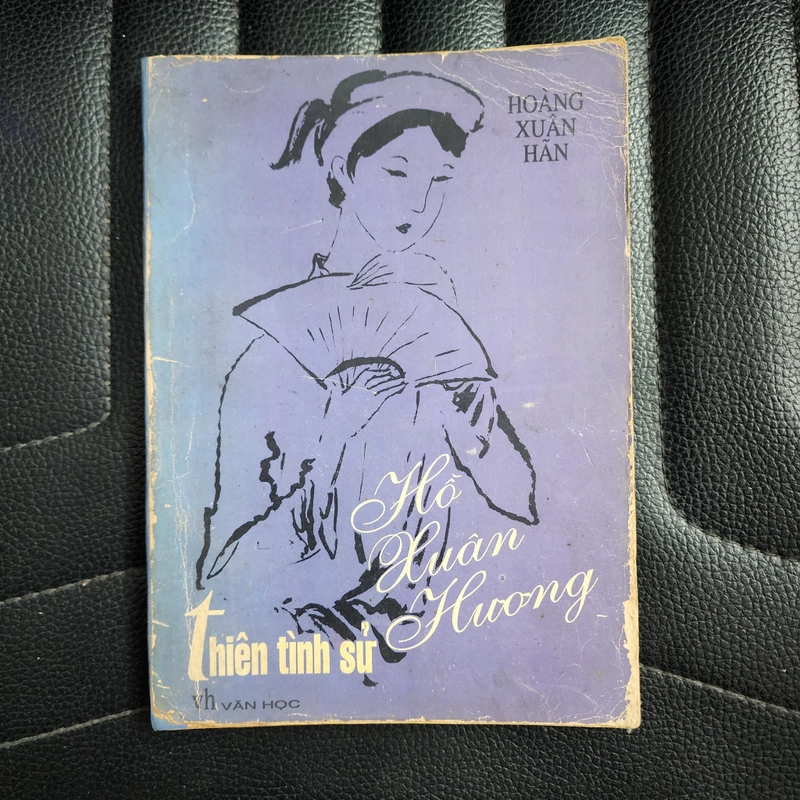 HOÀNG
XUÂN
HÃN
Hồ
Xuân
Hương
thiên tình sử
vh VĂN HỌC